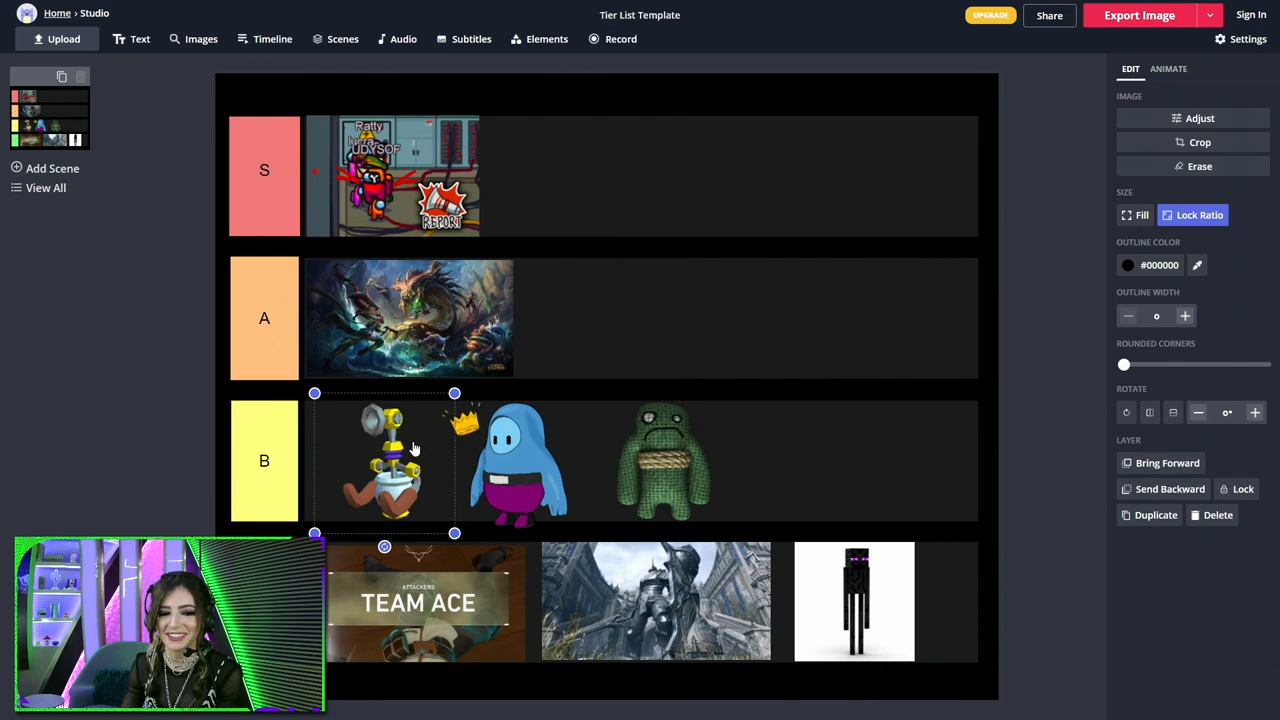 Home > Studio
Tier List Template
UPGRADE
Share
Export Image
Sign In
Upload
Text
Images
Timeline
Scenes
Audio
Subtitles
Elements
Record
Settings
Add Scene
View All
S
Ratty
UDYSOF
REPORT
A
B
ATTACKERS
TEAM ACE
EDIT
ANIMATE
IMAGE
Adjust
Crop
Erase
SIZE
Fill
Lock Ratio
OUTLINE COLOR
#000000
OUTLINE WIDTH
0
ROUNDED CORNERS
ROTATE
0°
LAYER
Bring Forward
Send Backward
Lock
Duplicate
Delete